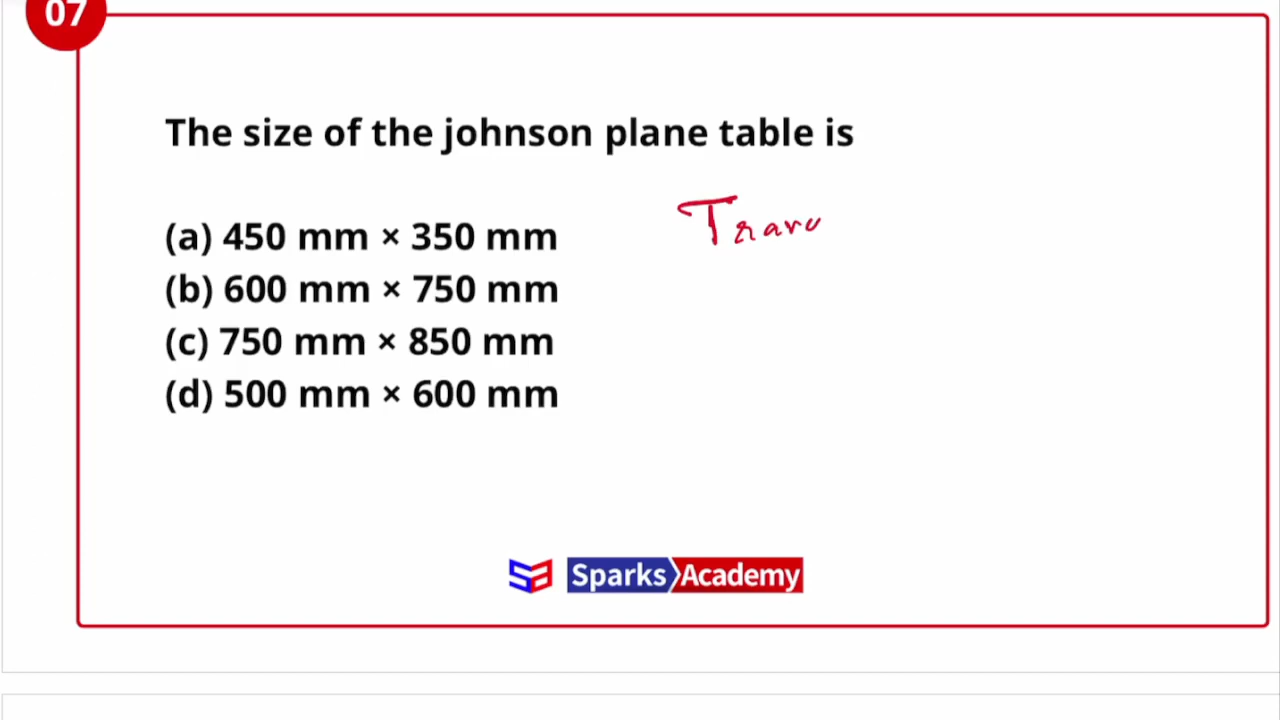 07
The size of the johnson plane table is
(a) 450 mm × 350 mm
Trave
(b) 600 mm × 750 mm
(c) 750 mm × 850 mm
(d) 500 mm × 600 mm
Sparks Academy